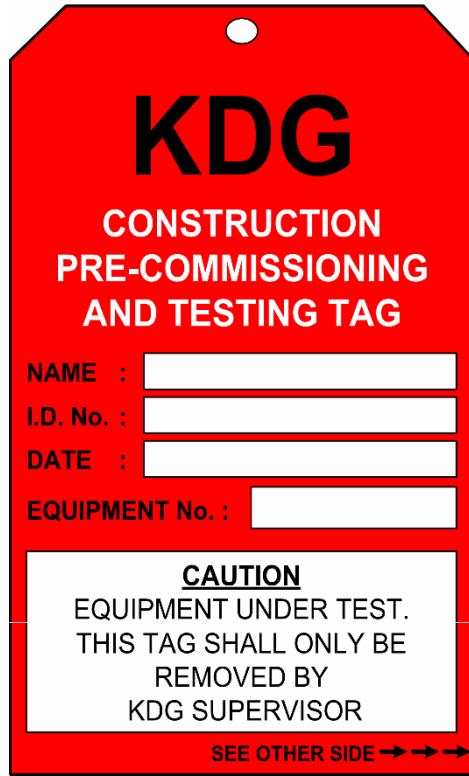 KDG
CONSTRUCTION
PRE-COMMISSIONING
AND TESTING TAG
NAME :
I.D. No. :
DATE :
EQUIPMENT No. :
CAUTION
EQUIPMENT UNDER TEST.
THIS TAG SHALL ONLY BE
REMOVED BY
KDG SUPERVISOR
SEE OTHER SIDE →→→